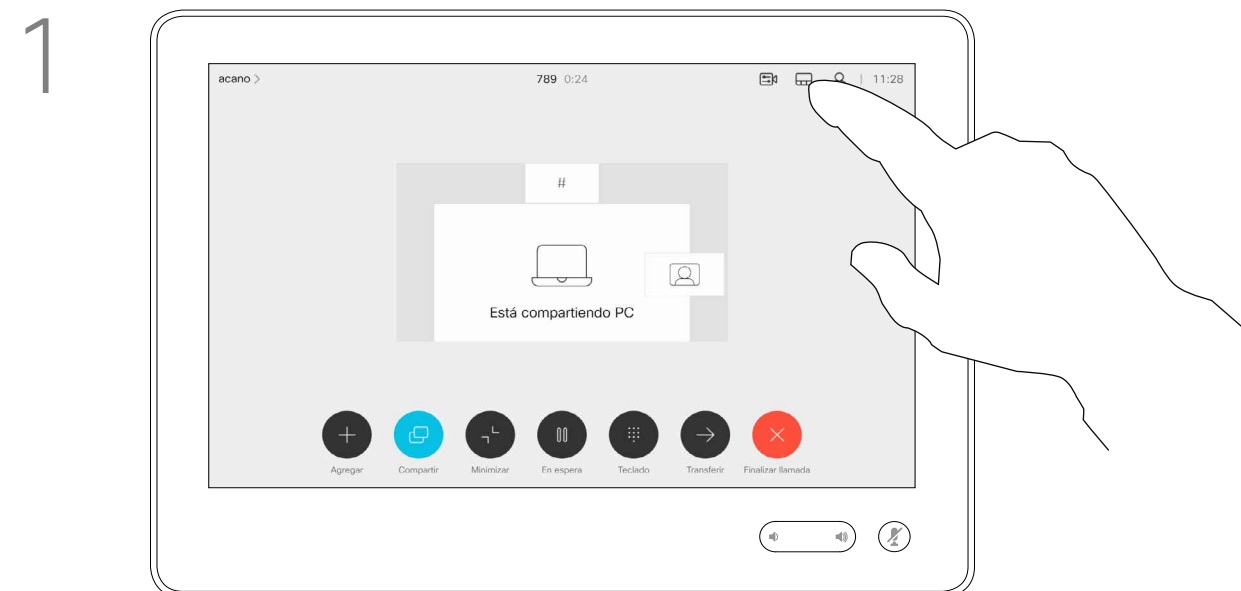 1
acano >
789 0:24
11:28
#
Está compartiendo PC
Agregar
Compartir
Minimizar
En espera
Teclado
Transferir
Finalizar llamada